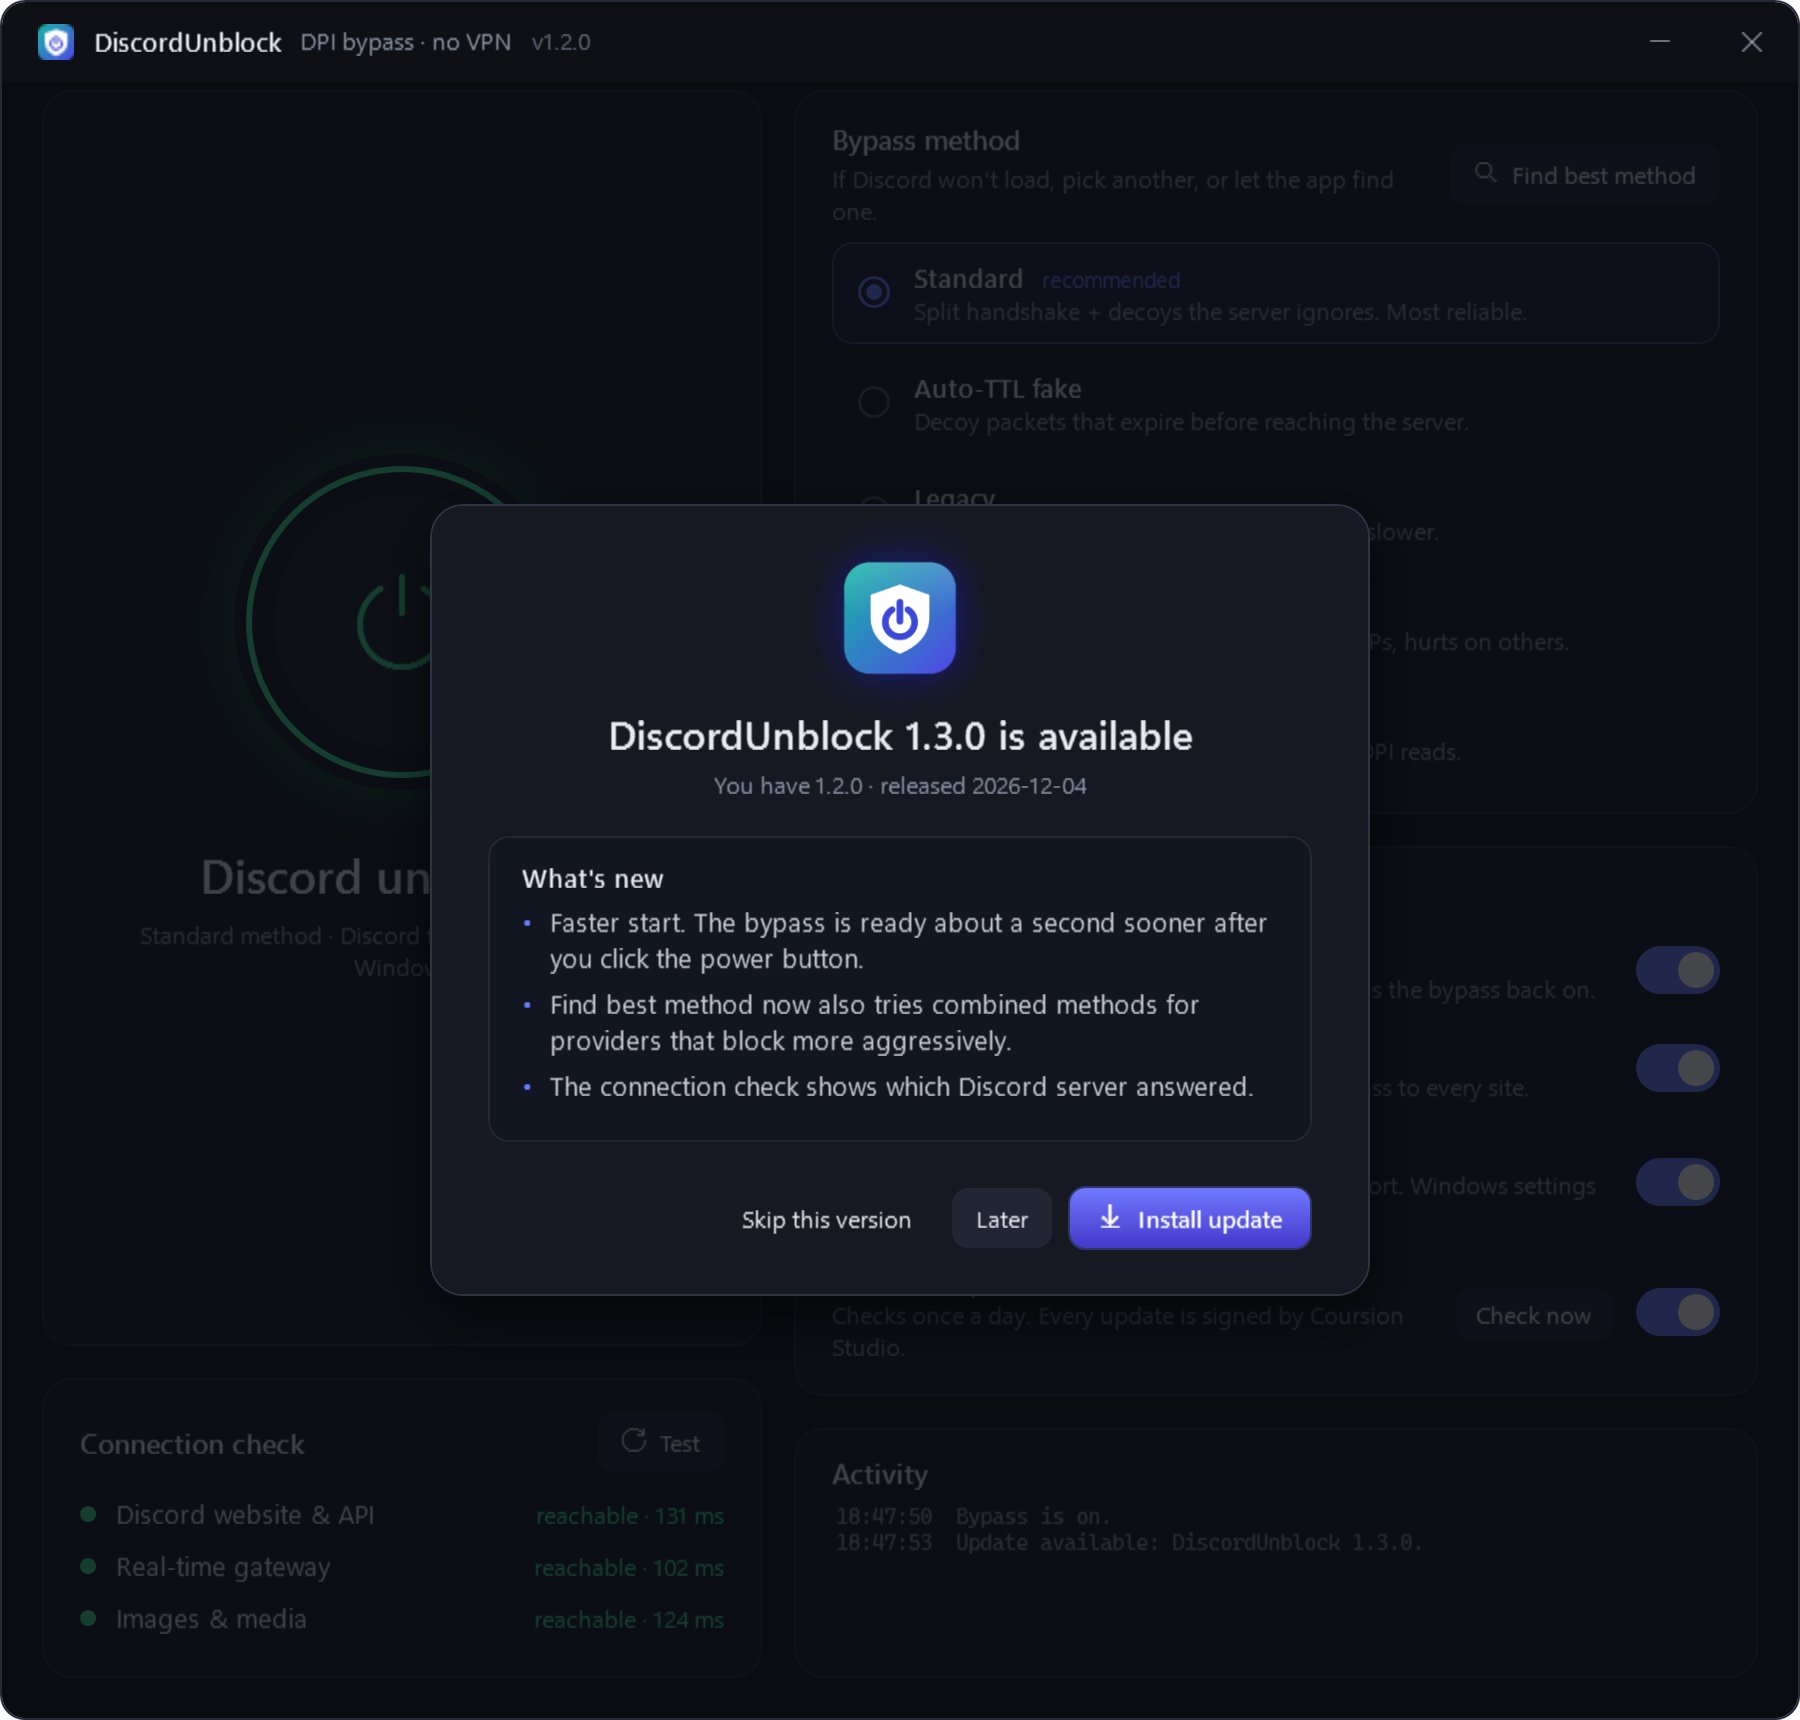 DiscordUnblock DPI bypass · no VPN v1.2.0
Bypass method
If Discord won't load, pick another, or let the app find
one.
Find best method
Standard recommended
Split handshake + decoys the server ignores. Most reliable.
Auto-TTL fake
Decoy packets that expire before reaching the server.
Legacy
slower.
Ps, hurts on others.
DPI reads.
Discord un
Standard method · Discord t
Window
DiscordUnblock 1.3.0 is available
You have 1.2.0 · released 2026-12-04
What's new
• Faster start. The bypass is ready about a second sooner after
you click the power button.
• Find best method now also tries combined methods for
providers that block more aggressively.
• The connection check shows which Discord server answered.
Skip this version
Later
Install update
s the bypass back on.
ss to every site.
ort. Windows settings
Checks once a day. Every update is signed by Coursion
Studio.
Check now
Connection check
Test
Discord website & API reachable · 131 ms
Real-time gateway reachable · 102 ms
Images & media reachable · 124 ms
Activity
18:47:50 Bypass is on.
18:47:53 Update available: DiscordUnblock 1.3.0.